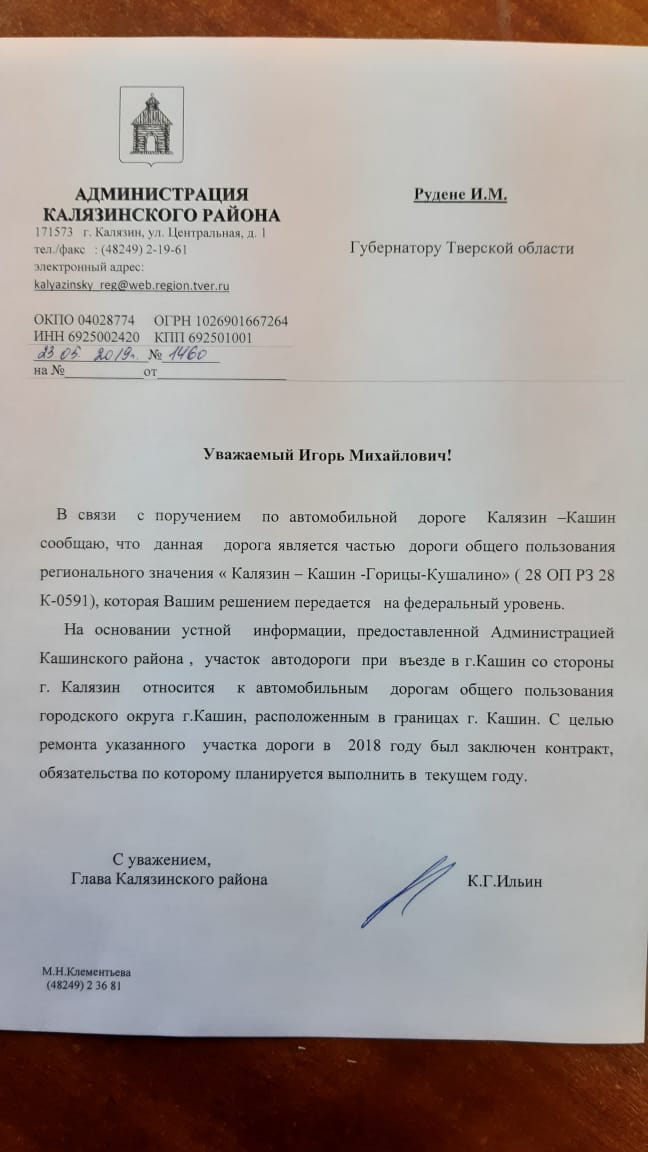 АДМИНИСТРАЦИЯ
КАЛЯЗИНСКОГО РАЙОНА
171573 г. Калязин, ул. Центральная, д. 1
тел./факс : (48249) 2-19-61
электронный адрес:
kalyazinsky_reg@web.region.tver.ru
ОКПО 04028774 ОГРН 1026901667264
ИНН 6925002420 КПП 692501001
23 05. 2019г. № 1460
на №____________от________________
Рудене И.М.
Губернатору Тверской области
Уважаемый Игорь Михайлович!
В связи с поручением по автомобильной дороге Калязин –Кашин
сообщаю, что данная дорога является частью дороги общего пользования
регионального значения « Калязин – Кашин -Горицы-Кушалино» ( 28 ОП РЗ 28
К-0591), которая Вашим решением передается на федеральный уровень.
На основании устной информации, предоставленной Администрацией
Кашинского района , участок автодороги при въезде в г.Кашин со стороны
г. Калязин относится к автомобильным дорогам общего пользования
городского округа г.Кашин, расположенным в границах г. Кашин. С целью
ремонта указанного участка дороги в 2018 году был заключен контракт,
обязательства по которому планируется выполнить в текущем году.
С уважением,
Глава Калязинского района К.Г.Ильин
М.Н.Клементьева
(48249) 2 36 81